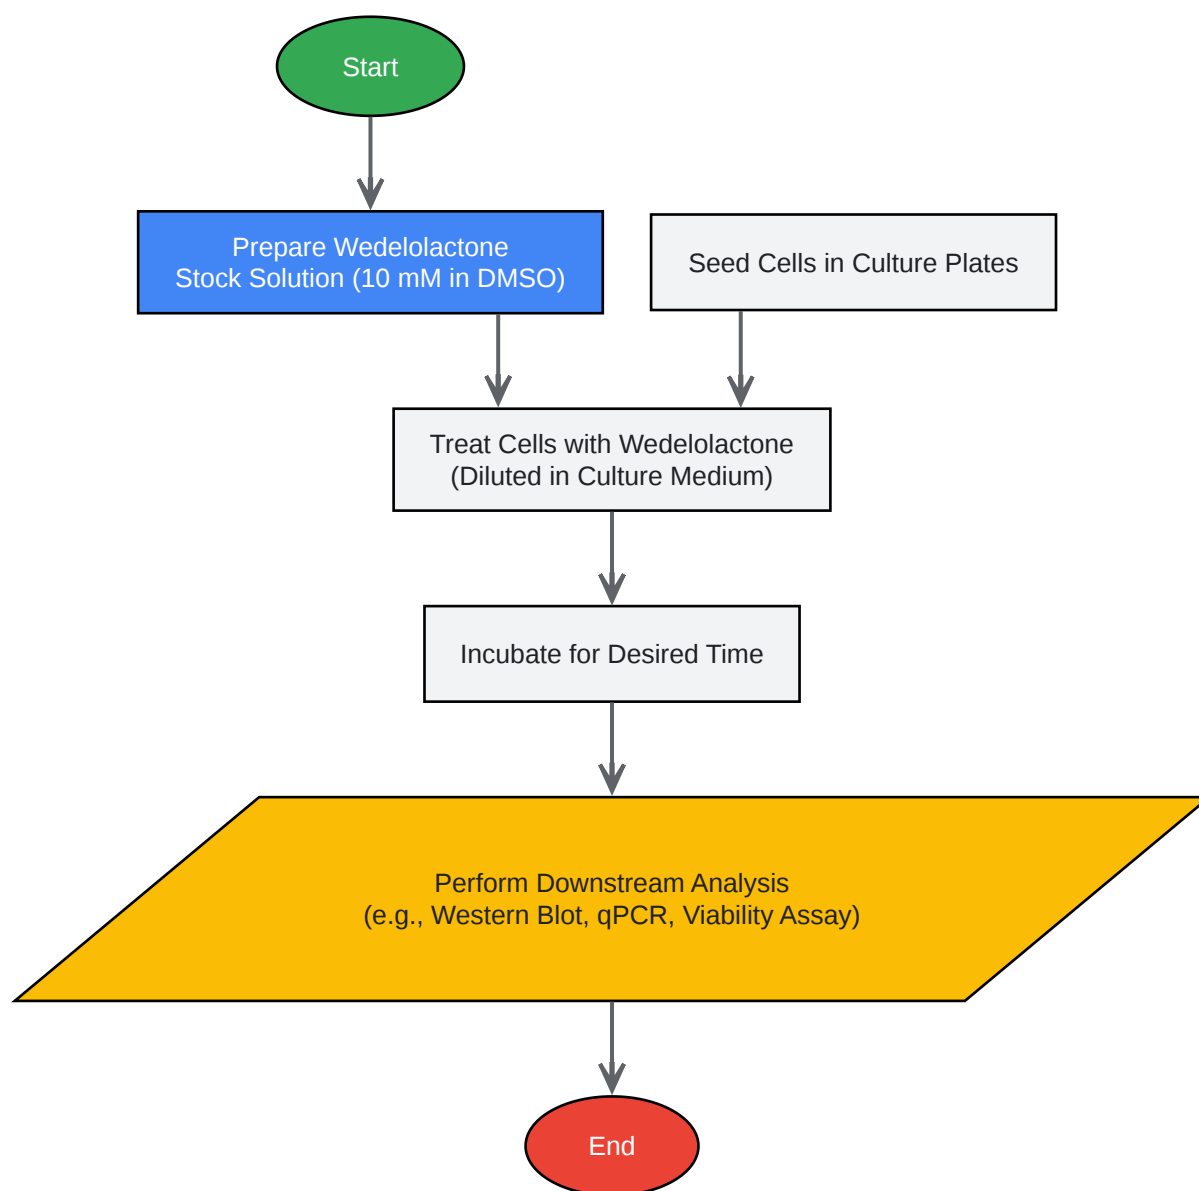 Start
Prepare Wedelolactone
Stock Solution (10 mM in DMSO)
Seed Cells in Culture Plates
Treat Cells with Wedelolactone
(Diluted in Culture Medium)
Incubate for Desired Time
Perform Downstream Analysis
(e.g., Western Blot, qPCR, Viability Assay)
End